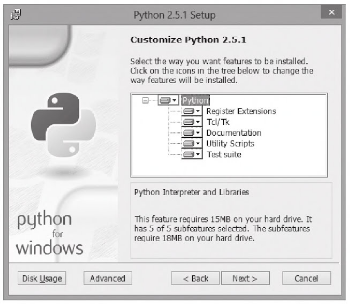 Python 2.5.1 Setup
Customize Python 2.5.1
Select the way you want features to be installed.
Click on the icons in the tree below to change the
way features will be installed.
Python
Register Extensions
Tcl/Tk
Documentation
Utility Scripts
Test suite
Python Interpreter and Libraries
This feature requires 15MB on your hard drive. It
has 5 of 5 subfeatures selected. The subfeatures
require 18MB on your hard drive.
python
for
windows
Disk Usage
Advanced
< Back
Next >
Cancel